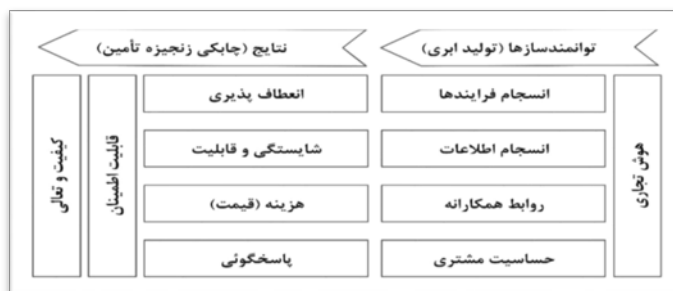 توانمندسازها (تولید ابری)
نتایج (چابکی زنجیزه تأمین)
هوش تجاری
انسجام فرایندها
انسجام اطلاعات
روابط همکارانه
حساسیت مشتری
انعطاف پذیری
شایستگی و قابلیت
هزینه (قیمت)
پاسخگوئی
قابلیت اطمینان
کیفیت و تعالی